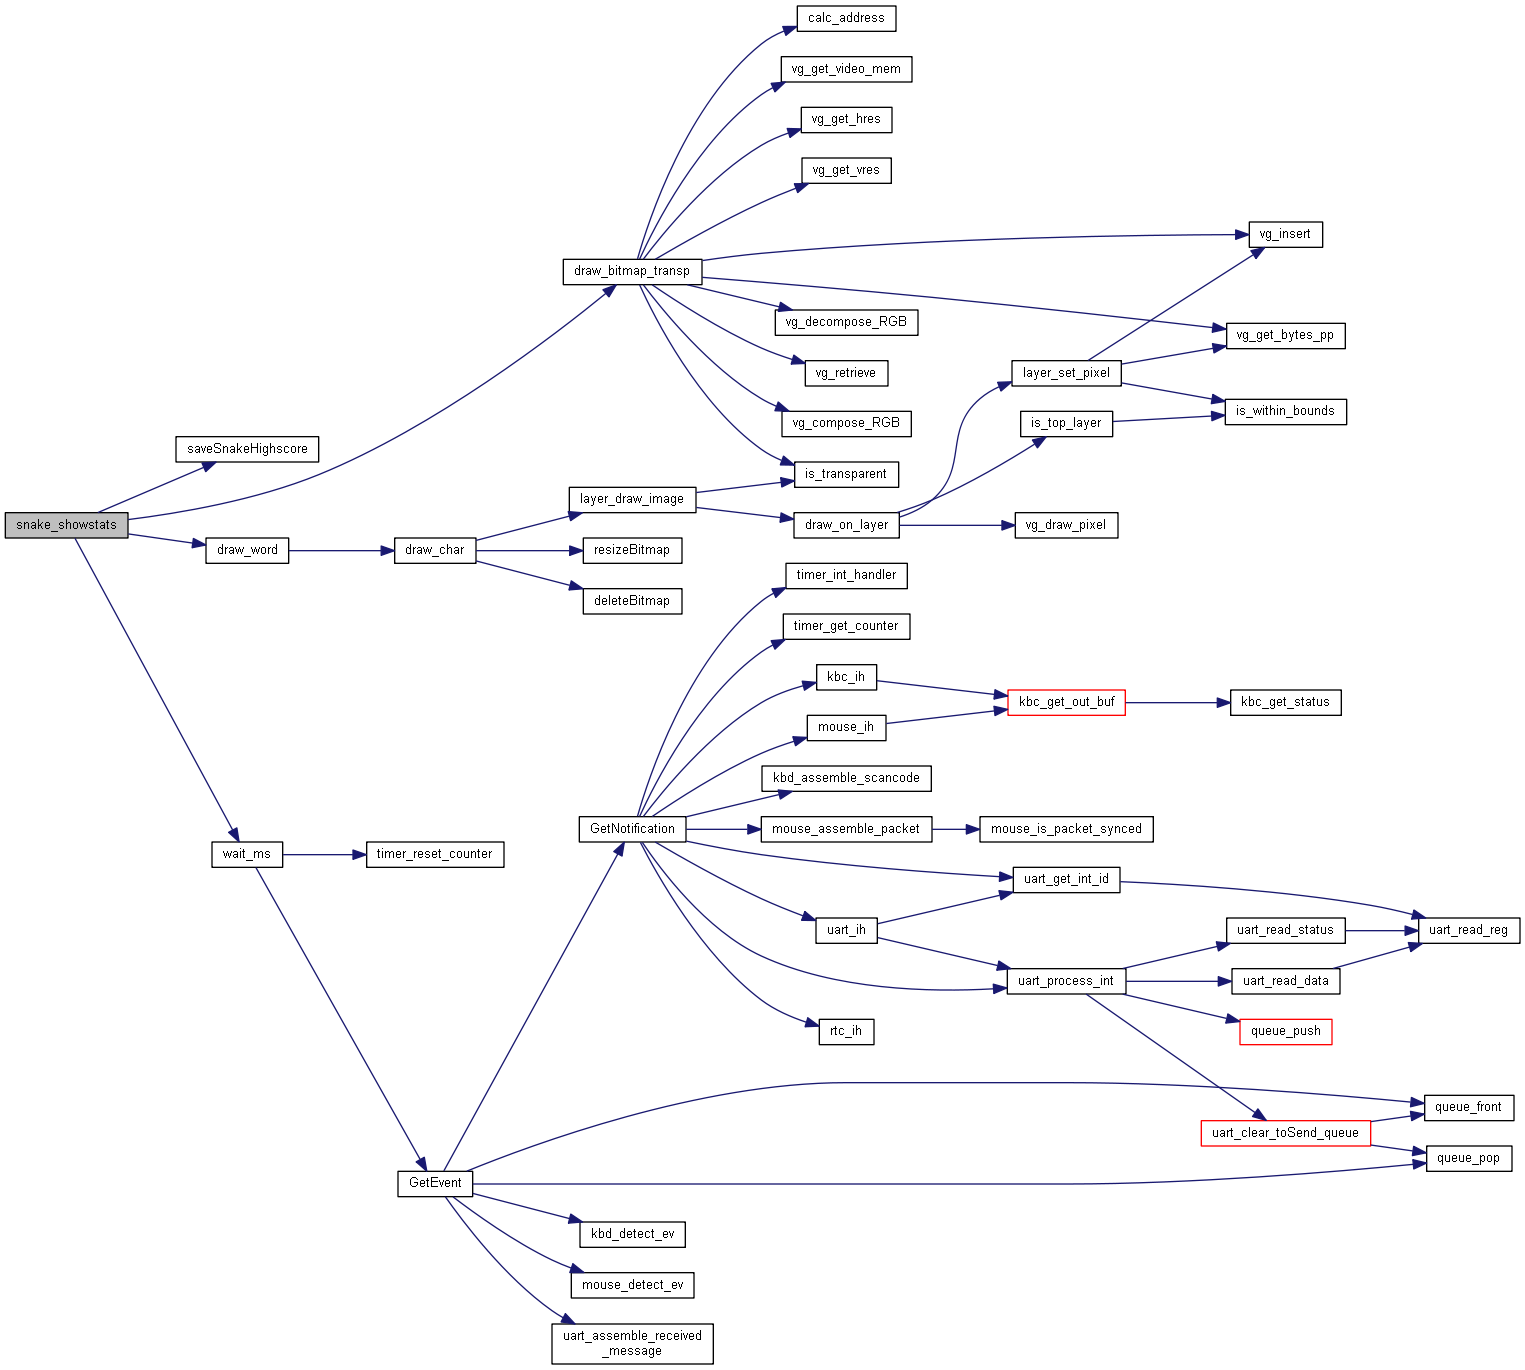 calc_address
vg_get_video_mem
vg_get_hres
vg_get_vres
vg_insert
draw_bitmap_transp
vg_decompose_RGB
vg_get_bytes_pp
vg_retrieve
layer_set_pixel
vg_compose_RGB
is_top_layer
is_within_bounds
saveSnakeHighscore
is_transparent
layer_draw_image
snake_showstats
draw_on_layer
vg_draw_pixel
draw_word
draw_char
resizeBitmap
timer_int_handler
deleteBitmap
timer_get_counter
kbc_ih
kbc_get_out_buf
kbc_get_status
mouse_ih
kbd_assemble_scancode
GetNotification
mouse_assemble_packet
mouse_is_packet_synced
wait_ms
timer_reset_counter
uart_get_int_id
uart_ih
uart_read_status
uart_read_reg
uart_process_int
uart_read_data
rtc_ih
queue_push
queue_front
uart_clear_toSend_queue
queue_pop
GetEvent
kbd_detect_ev
mouse_detect_ev
uart_assemble_received
_message